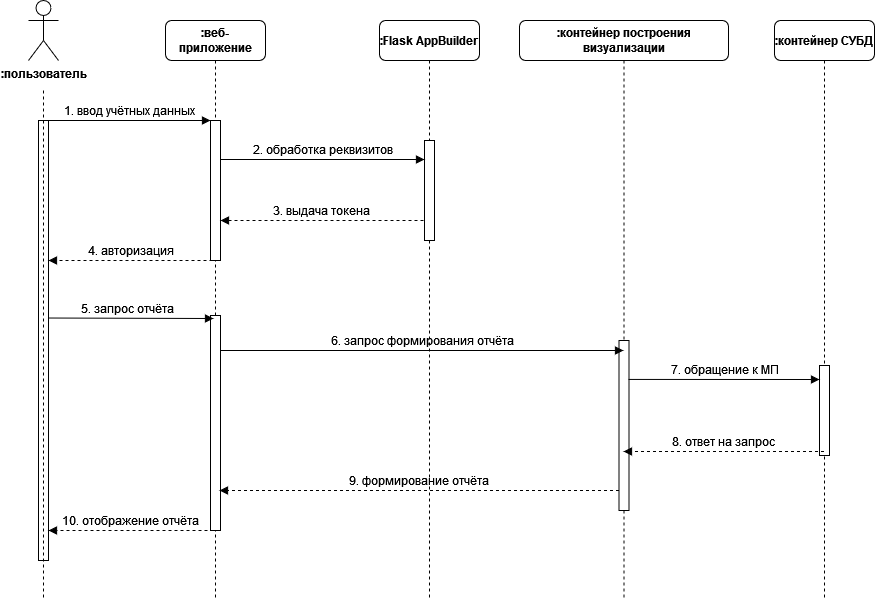 :веб-
приложение
:Flask AppBuilder
:контейнер построения
визуализации
:контейнер СУБД
:пользователь
1. ввод учётных данных
2. обработка реквизитов
3. выдача токена
4. авторизация
5. запрос отчёта
6. запрос формирования отчёта
7. обращение к МП
8. ответ на запрос
9. формирование отчёта
10. отображение отчёта